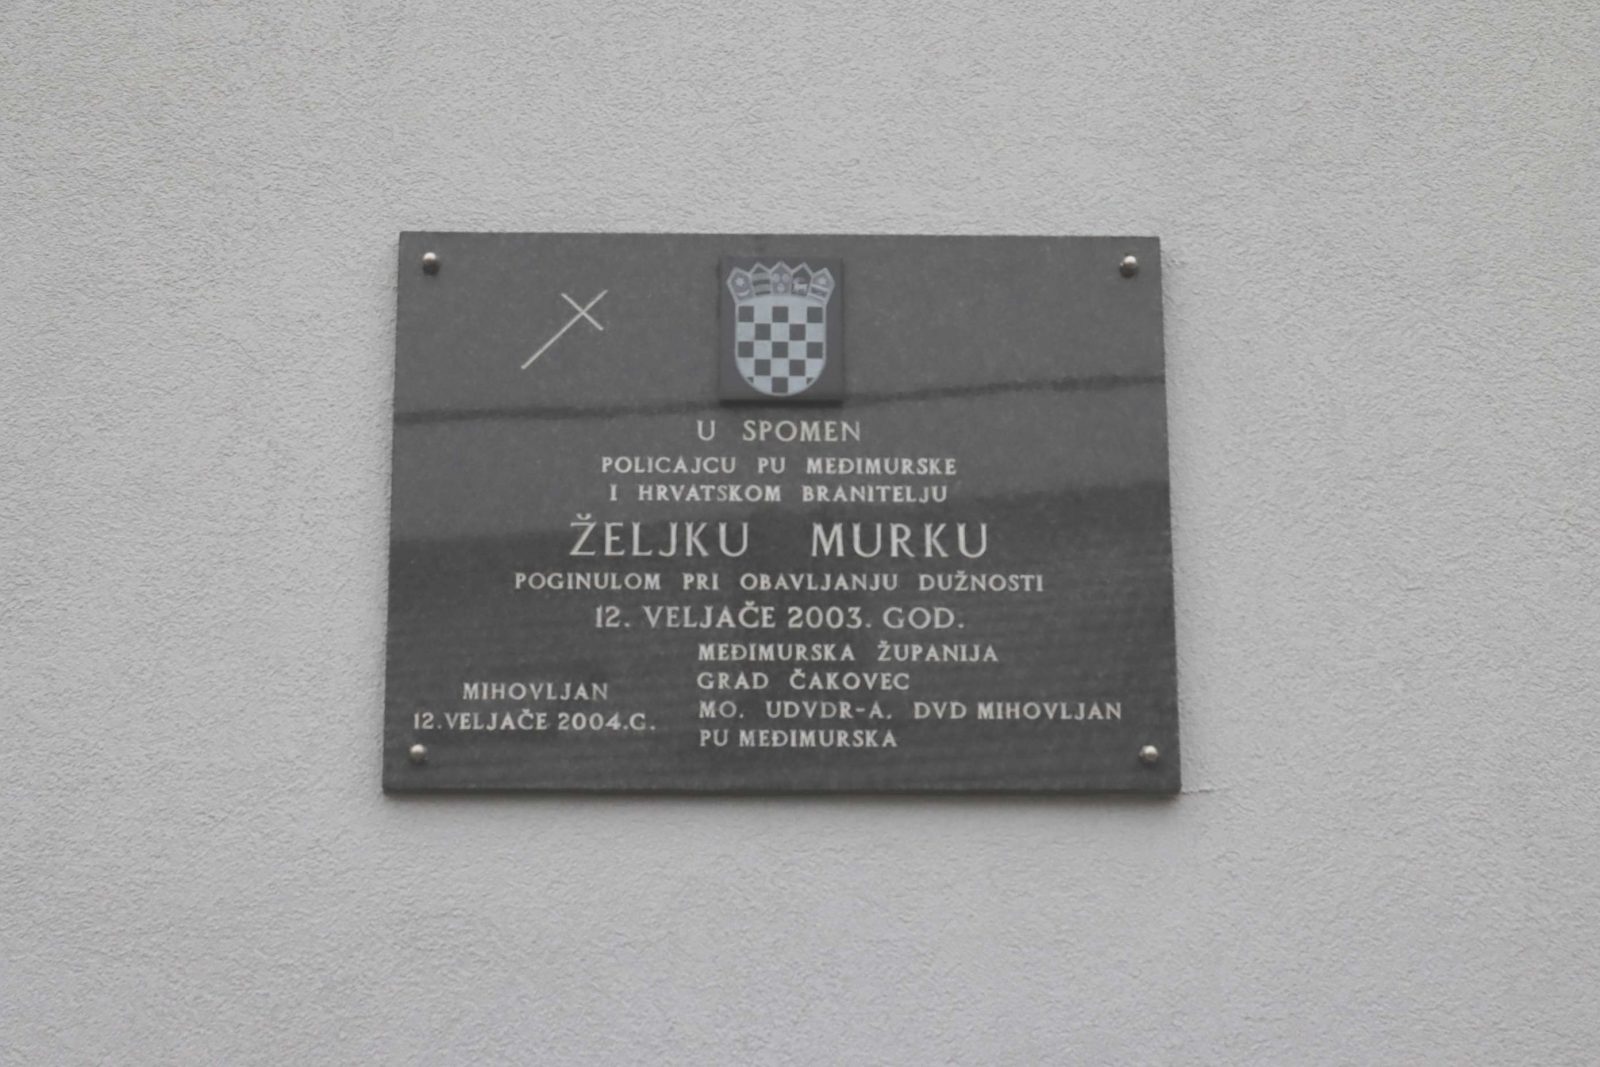 U SPOMEN
POLICAJCU PU MEĐIMURSKE
I HRVATSKOM BRANITELJU
ŽELJKU MURKU
POGINULOM PRI OBAVLJANJU DUŽNOSTI
12. VELJAČE 2003. GOD.
MEĐIMURSKA ŽUPANIJA
GRAD ČAKOVEC
MO. UDVDR-A. DVD MIHOVLJAN
PU MEĐIMURSKA
MIHOVLJAN
12.VELJAČE 2004.G.